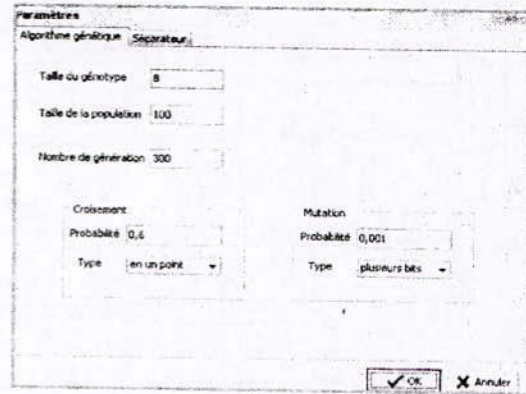 Paramètres
Algorithme génétique Séparateur
Taille du génotype 8
Taille de la population 100
Nombre de génération 300
Croisement
Probabilité 0,6
Type en un point
Mutation
Probabilité 0,001
Type plusieurs bits
OK Annuler